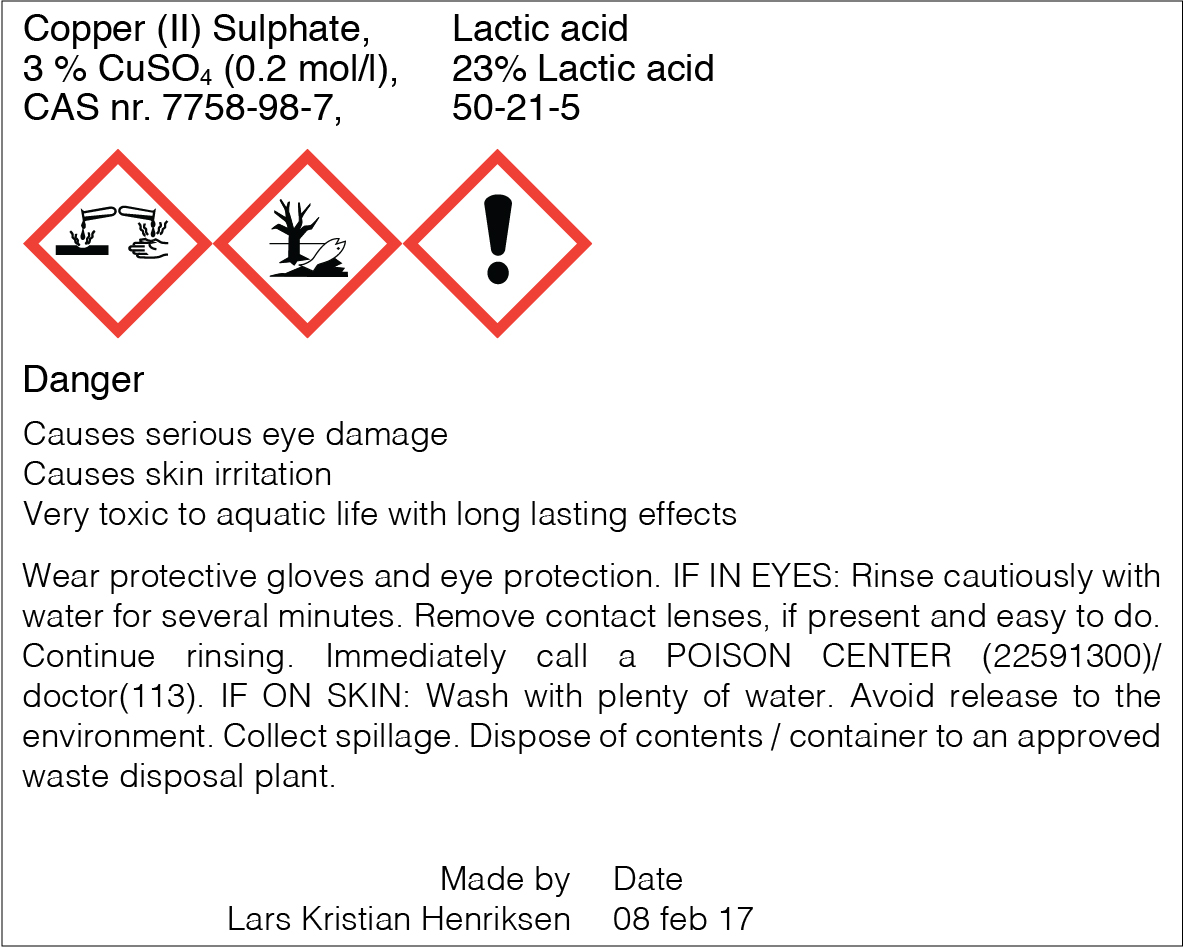 Copper (II) Sulphate,
3 % CuSO₄ (0.2 mol/l),
CAS nr. 7758-98-7,
Lactic acid
23% Lactic acid
50-21-5
Danger
Causes serious eye damage
Causes skin irritation
Very toxic to aquatic life with long lasting effects
Wear protective gloves and eye protection. IF IN EYES: Rinse cautiously with
water for several minutes. Remove contact lenses, if present and easy to do.
Continue rinsing. Immediately call a POISON CENTER (22591300)/
doctor(113). IF ON SKIN: Wash with plenty of water. Avoid release to the
environment. Collect spillage. Dispose of contents / container to an approved
waste disposal plant.
Made by
Lars Kristian Henriksen
Date
08 feb 17